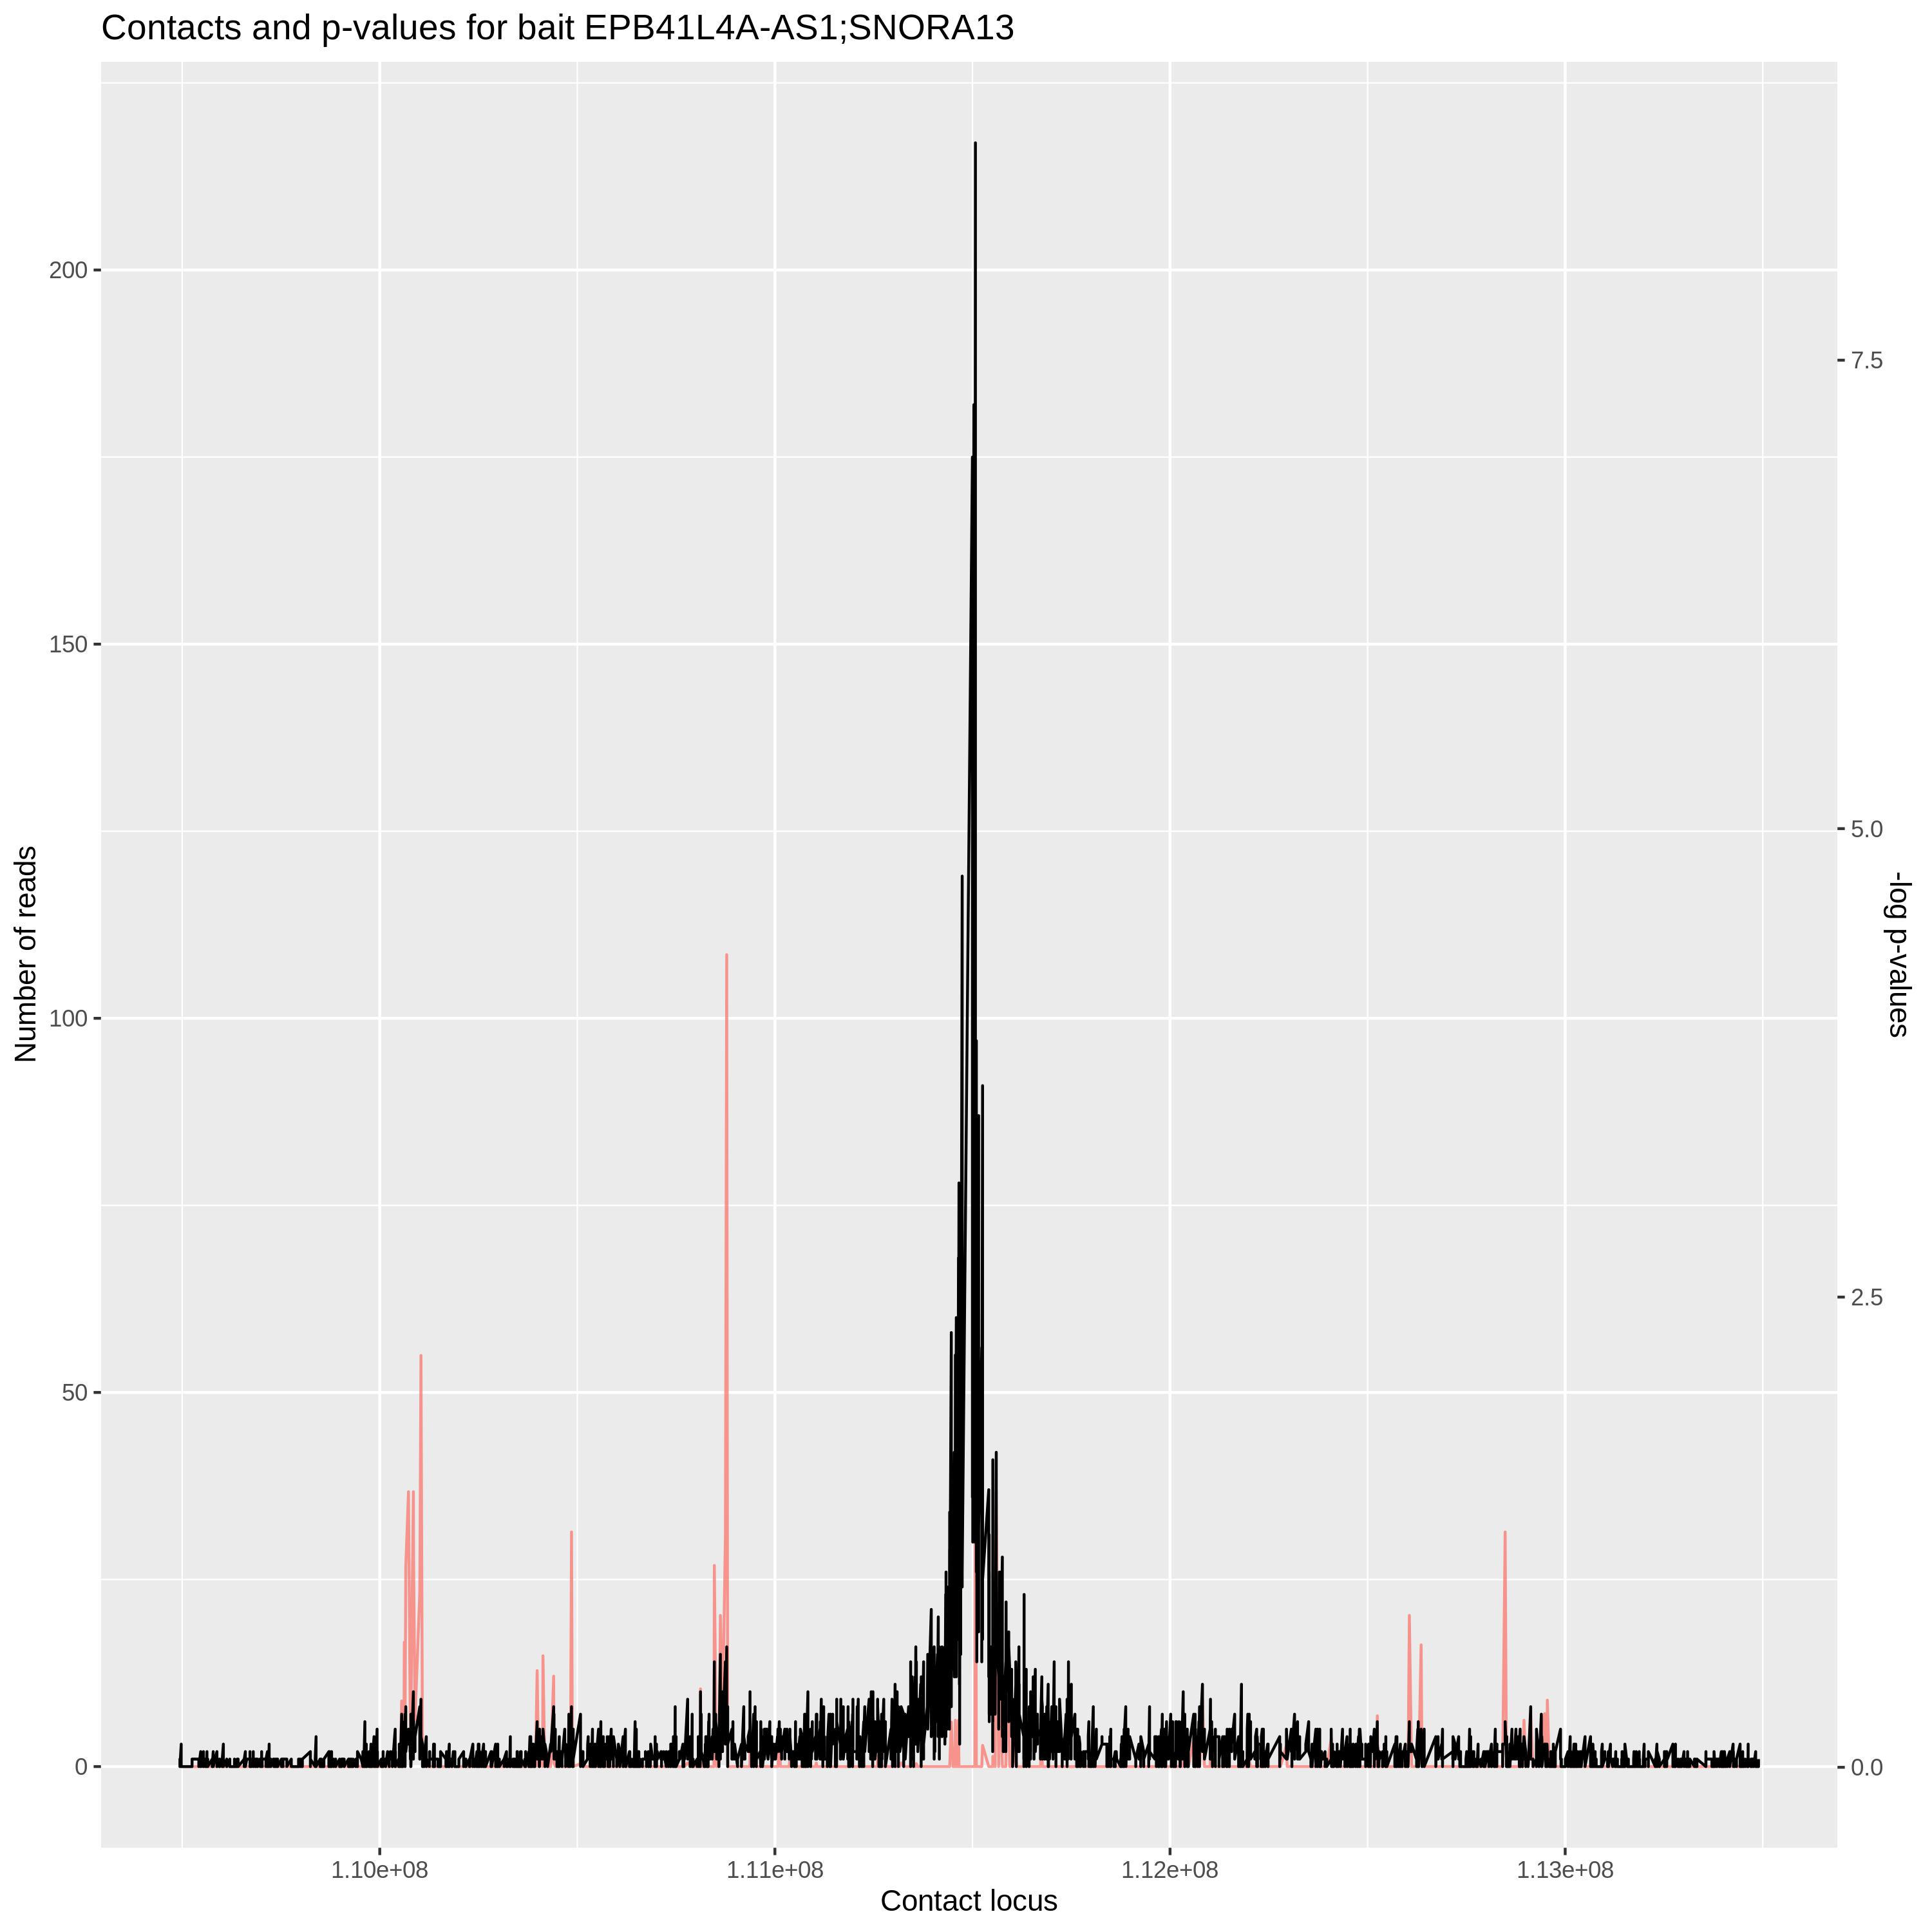 Contacts and p-values for bait EPB41L4A-AS1;SNORA13
200
150
100
50
0
Number of reads
7.5
5.0
2.5
0.0
-log p-values
1.10e+08
1.11e+08
1.12e+08
1.13e+08
Contact locus